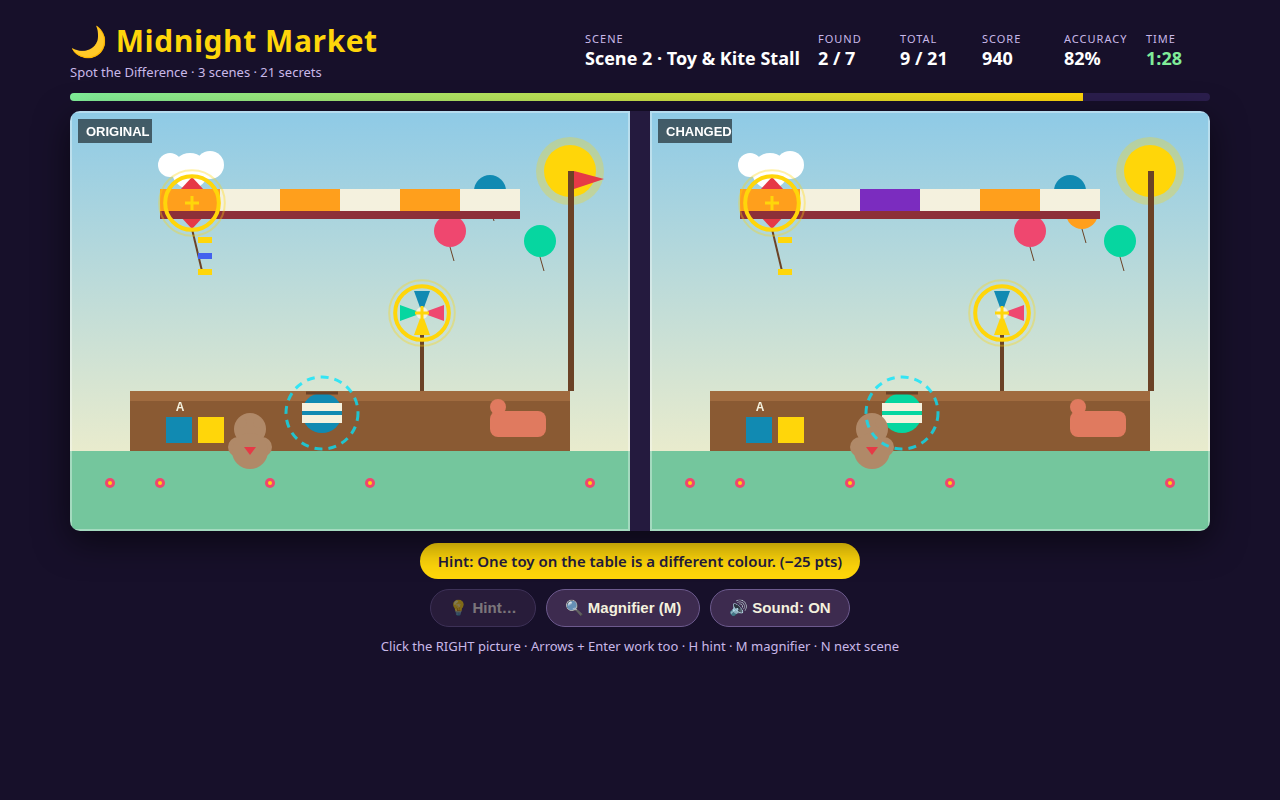 🌙 Midnight Market
Spot the Difference · 3 scenes · 21 secrets
SCENE
Scene 2 · Toy & Kite Stall
FOUND
2 / 7
TOTAL
9 / 21
SCORE
940
ACCURACY
82%
TIME
1:28
ORIGINAL
CHANGED
A
A
Hint: One toy on the table is a different colour. (−25 pts)
💡 Hint…
🔍 Magnifier (M)
🔊 Sound: ON
Click the RIGHT picture · Arrows + Enter work too · H hint · M magnifier · N next scene